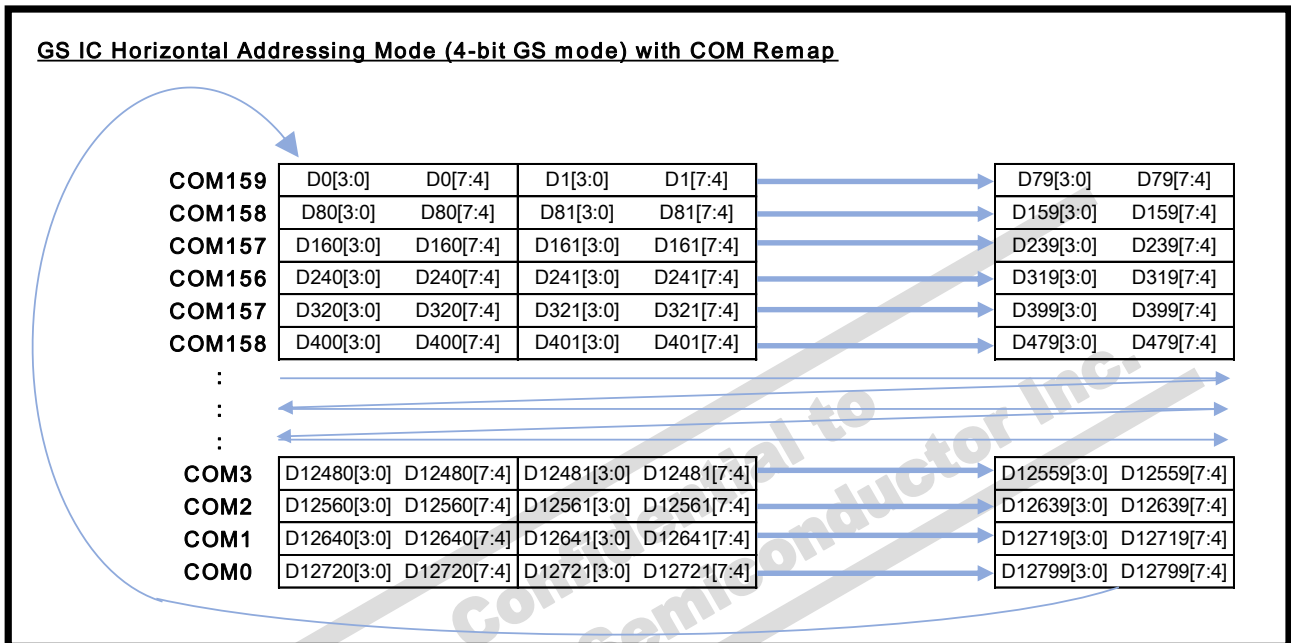 GS IC Horizontal Addressing Mode (4-bit GS mode) with COM Remap
COM159 D0[3:0] D0[7:4] D1[3:0] D1[7:4] D79[3:0] D79[7:4]
COM158 D80[3:0] D80[7:4] D81[3:0] D81[7:4] D159[3:0] D159[7:4]
COM157 D160[3:0] D160[7:4] D161[3:0] D161[7:4] D239[3:0] D239[7:4]
COM156 D240[3:0] D240[7:4] D241[3:0] D241[7:4] D319[3:0] D319[7:4]
COM157 D320[3:0] D320[7:4] D321[3:0] D321[7:4] D399[3:0] D399[7:4]
COM158 D400[3:0] D400[7:4] D401[3:0] D401[7:4] D479[3:0] D479[7:4]
:
:
:
COM3 D12480[3:0] D12480[7:4] D12481[3:0] D12481[7:4] D12559[3:0] D12559[7:4]
COM2 D12560[3:0] D12560[7:4] D12561[3:0] D12561[7:4] D12639[3:0] D12639[7:4]
COM1 D12640[3:0] D12640[7:4] D12641[3:0] D12641[7:4] D12719[3:0] D12719[7:4]
COM0 D12720[3:0] D12720[7:4] D12721[3:0] D12721[7:4] D12799[3:0] D12799[7:4]
Confidential to
Semiconductor Inc.